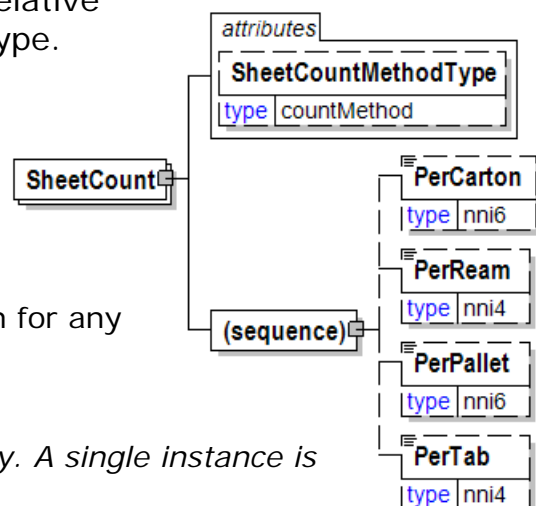 elative
ype.
attributes
SheetCountMethodType
type countMethod
SheetCount
PerCarton
type nni6
PerReam
type nni4
n for any
(sequence)
PerPallet
type nni6
y. A single instance is
PerTab
type nni4